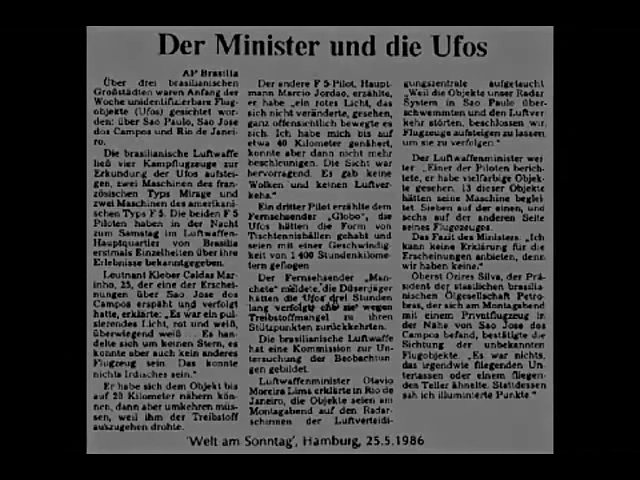 Der Minister und die Ufos
AP Brasilia
Über drei brasilianischen
Großstädten waren Anfang der
Woche unidentifizierbare Flug-
objekte (Ufos) gesichtet wor-
den: über Sao Paulo, Sao Jose
dos Campos und Rio de Janei-
ro.
Die brasilianische Luftwaffe
ließ vier Kampfflugzeuge zur
Erkundung der Ufos aufstei-
gen, zwei Maschinen des fran-
zösischen Typs Mirage und
zwei Maschinen des amerikani-
schen Typs F 5. Die beiden F 5
Piloten haben in der Nacht
zum Samstag im Luftwaffen-
Hauptquartier von Brasilia
erstmals Einzelheiten über ihre
Erlebnisse bekanntgegeben.
Leutnant Kleber Caldas Mar-
inho, 25, der eine der Erschei-
nungen über Sao Jose dos
Campos erspäht und verfolgt
hatte, erklärte: „Es war ein pul-
sierendes Licht, rot und weiß,
überwiegend weiß . . . Es han-
delte sich um keinen Stern, es
konnte aber auch kein anderes
Flugzeug sein. Das konnte
nichts Irdisches sein."
Er habe sich dem Objekt bis
auf 20 Kilometer nähern kön-
nen, dann aber umkehren müs-
sen, weil ihm der Treibstoff
auszugehen drohte.
Der andere F 5-Pilot, Haupt-
mann Marcio Jordao, erzählte,
er habe „ein rotes Licht, das
sich nicht veränderte, gesehen,
ganz offensichtlich bewegte es
sich. Ich habe mich bis auf
etwa 40 Kilometer genähert,
konnte aber dann nicht mehr
beschleunigen. Die Sicht war
hervorragend. Es gab keine
Wolken und keinen Luftver-
kehr."
Ein dritter Pilot erzählte dem
Fernsehsender „Globo", die
Ufos hätten die Form von
Tischtennisbällen gehabt und
seien mit einer Geschwindig-
keit von 1 400 Stundenkilome-
tern geflogen
Der Fernsehsender „Man-
chete" meldete, die Düsenjäger
hätten die Ufos drei Stunden
lang verfolgt, ehe sie wegen
Treibstoffmangel zu ihren
Stützpunkten zurückkehrten.
Die brasilianische Luftwaffe
hat eine Kommission zur Un-
tersuchung der Beobachtun-
gen gebildet.
Luftwaffenminister Otavio
Moreira Lima erklärte in Rio de
Janeiro, die Objekte seien am
Montagabend auf den Radar-
schirmen der Luftverteidi-
gungszentrale aufgetaucht
„Weil die Objekte unser Radar
System in Sao Paulo über-
schwemmten und den Luftver-
kehr störten, beschlossen wir,
Flugzeuge aufsteigen zu lassen,
um sie zu verfolgen."
Der Luftwaffenminister wei-
ter „Einer der Piloten berich-
tete, er habe vielfarbige Objek-
te gesehen. 13 dieser Objekte
hätten seine Maschine beglei-
tet. Sieben auf der einen, und
sechs auf der anderen Seite
seines Flugzeuges.
Das Fazit des Ministers. „Ich
kann keine Erklärung für die
Erscheinungen anbieten, denn
wir haben keine."
Oberst Ozires Silva, der Prä-
sident der staatlichen brasilia-
nischen Ölgesellschaft Petro-
bras, der sich am Montagabend
mit einem Privatflugzeug in
der Nähe von Sao Jose dos
Campos befand, bestätigte die
Sichtung der unbekannten
Flugobjekte. „Es war nichts,
das irgendwie fliegenden Un-
tertassen oder einem fliegen-
den Teller ähnelte. Stattdessen
sah ich illuminierte Punkte "
'Welt am Sonntag', Hamburg, 25.5.1986